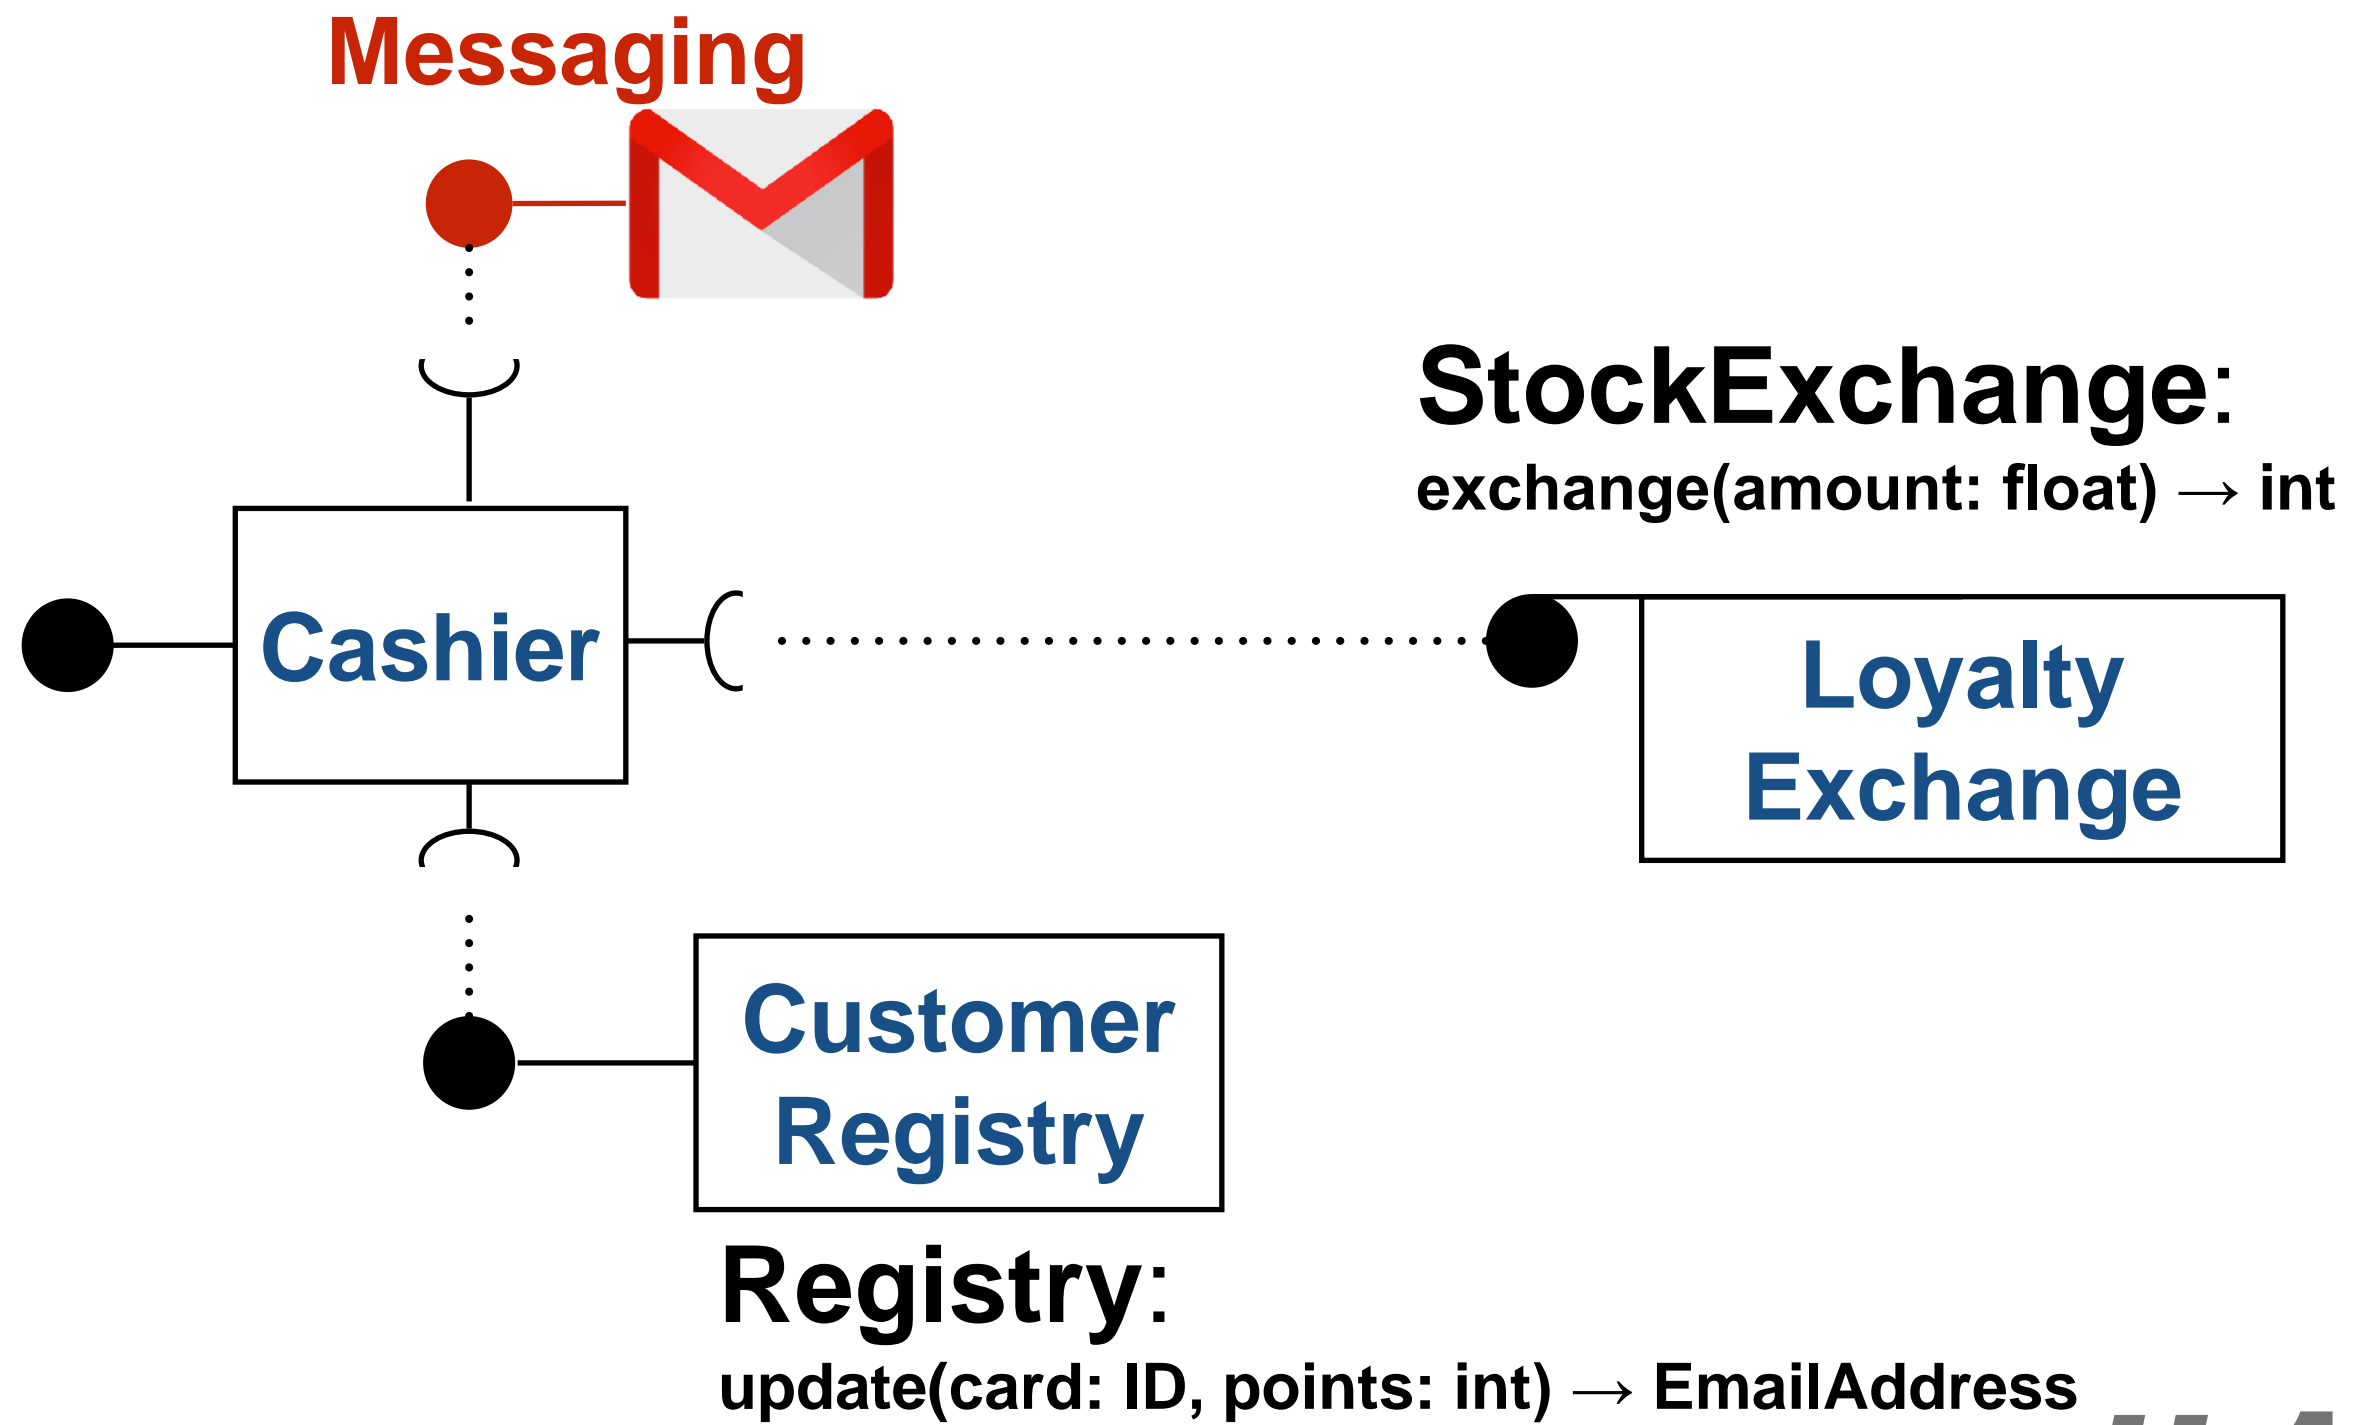 Messaging
StockExchange:
exchange(amount: float) → int
Cashier
Loyalty
Exchange
Customer
Registry
Registry:
update(card: ID, points: int) → EmailAddress